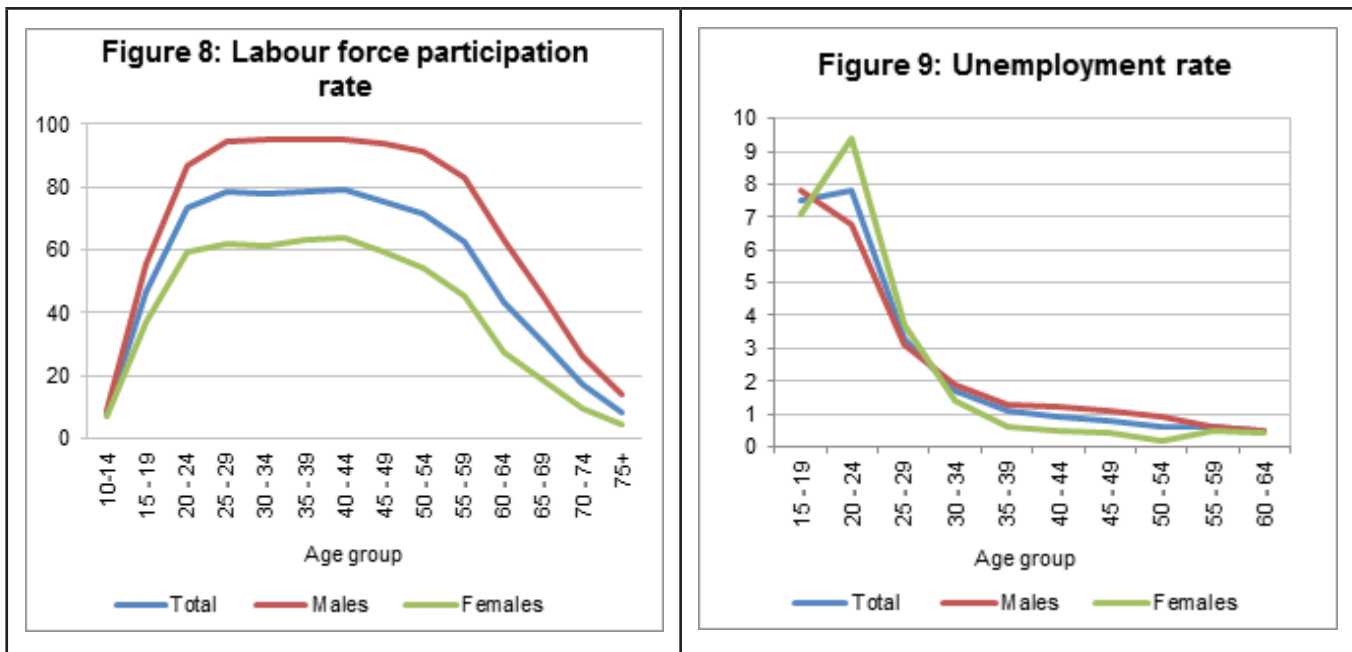 Figure 8: Labour force participation
rate
100
80
60
40
20
0
10-14
15 - 19
20 - 24
25 - 29
30 - 34
35 - 39
40 - 44
45 - 49
50 - 54
55 - 59
60 - 64
65 - 69
70 - 74
75+
Age group
Total Males Females
Figure 9: Unemployment rate
10
9
8
7
6
5
4
3
2
1
0
15 - 19
20 - 24
25 - 29
30 - 34
35 - 39
40 - 44
45 - 49
50 - 54
55 - 59
60 - 64
Age group
Total Males Females